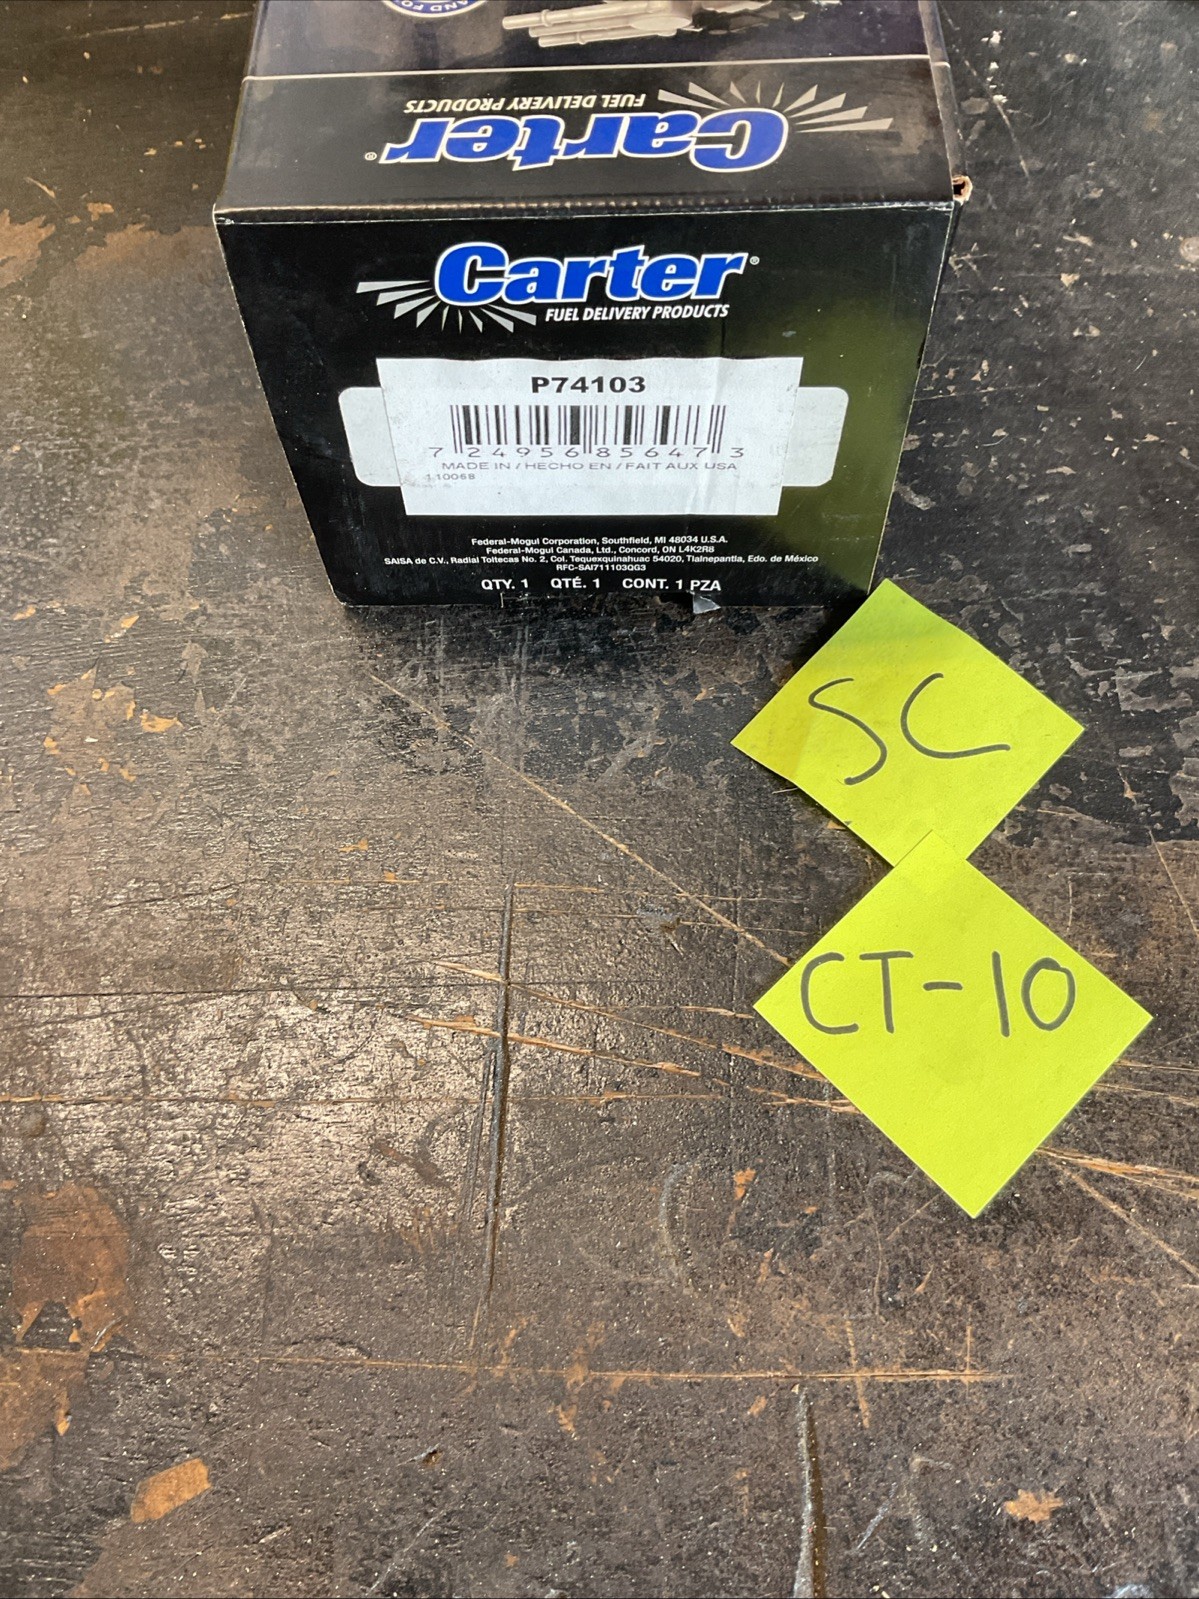 AND FO
Carter®
FUEL DELIVERY PRODUCTS
Carter®
FUEL DELIVERY PRODUCTS
P74103
7 24956 85647 3
MADE IN / HECHO EN / FAIT AUX USA
110068
Federal-Mogul Corporation, Southfield, MI 48034 U.S.A.
Federal-Mogul Canada, Ltd., Concord, ON L4K2R8
SAISA de C.V., Radial Toltecas No. 2, Col. Tequexquinahuac 54020, Tlalnepantla, Edo. de México
RFC-SAI711103QG3
QTY. 1 QTÉ. 1 CONT. 1 PZA
SC
CT-10